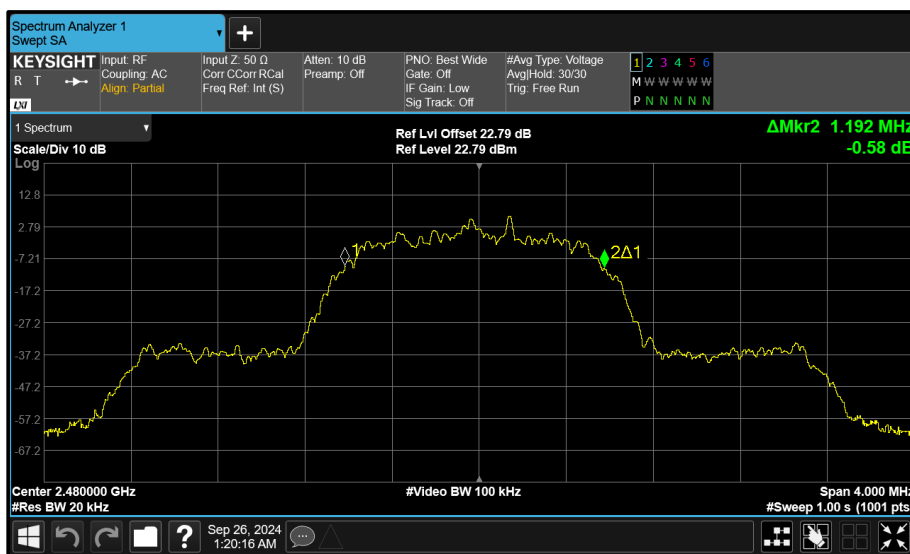 Spectrum Analyzer 1
Swept SA
+
KEYSIGHT
R T
LXI
Input: RF
Coupling: AC
Align: Partial
Input Z: 50 Ω
Corr CCorr RCal
Freq Ref: Int (S)
Atten: 10 dB
Preamp: Off
PNO: Best Wide
Gate: Off
IF Gain: Low
Sig Track: Off
#Avg Type: Voltage
Avg|Hold: 30/30
Trig: Free Run
1 2 3 4 5 6
M W W W W W
P N N N N N
1 Spectrum
Scale/Div 10 dB
Log
Ref Lvl Offset 22.79 dB
Ref Level 22.79 dBm
ΔMkr2 1.192 MHz
-0.58 dB
12.8
2.79
-7.21
-17.2
-27.2
-37.2
-47.2
-57.2
-67.2
1
2Δ1
Center 2.480000 GHz
#Res BW 20 kHz
#Video BW 100 kHz
Span 4.000 MHz
#Sweep 1.00 s (1001 pts
?
Sep 26, 2024
1:20:16 AM